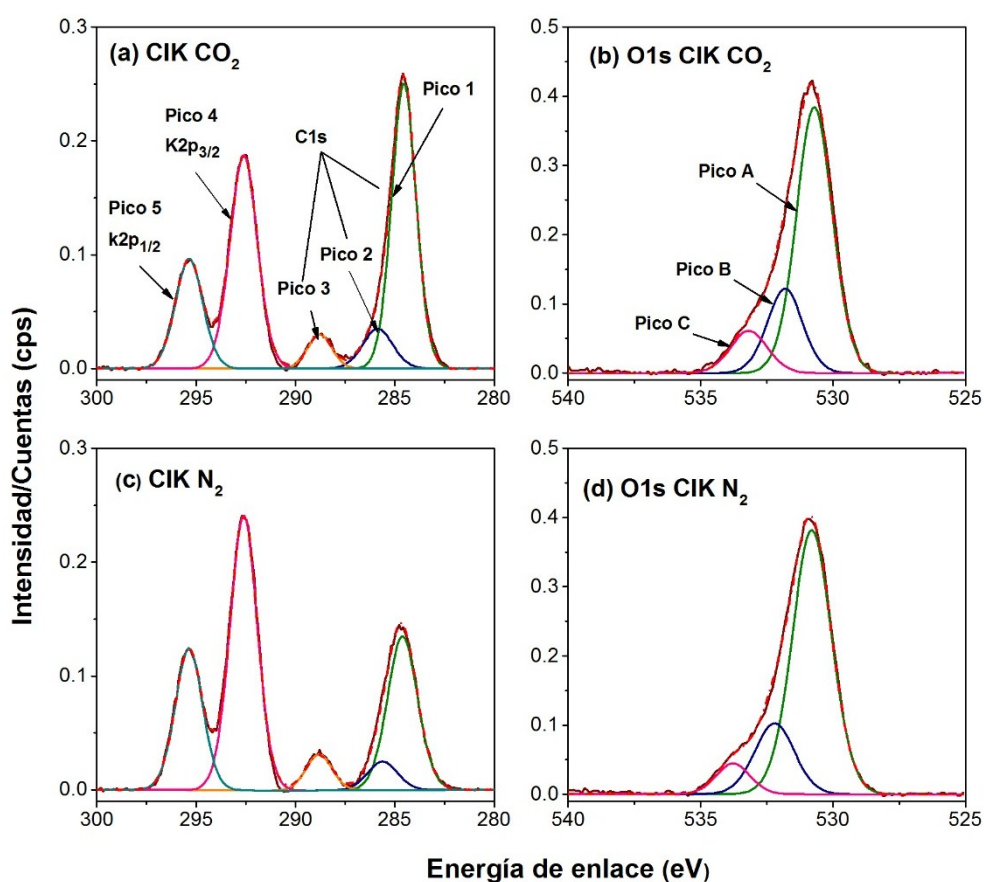 Intensidad/Cuentas (cps)
(a) CIK CO2
Pico 1
Pico 4
K2p3/2
C1s
Pico 5
k2p1/2
Pico 2
Pico 3
0.3
0.2
0.1
0.0
300 295 290 285 280
(b) O1s CIK CO2
Pico A
Pico B
Pico C
0.5
0.4
0.3
0.2
0.1
0.0
540 535 530 525
(c) CIK N2
0.3
0.2
0.1
0.0
300 295 290 285 280
(d) O1s CIK N2
0.5
0.4
0.3
0.2
0.1
0.0
540 535 530 525
Energía de enlace (eV)